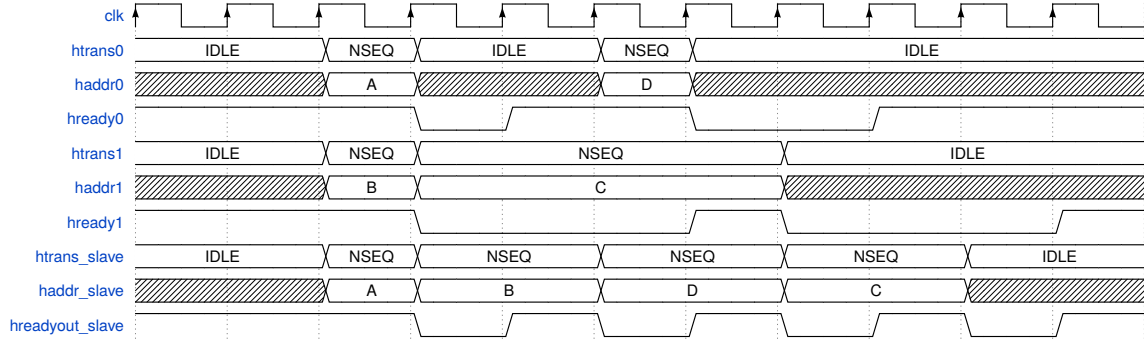 clk
htrans0 IDLE NSEQ IDLE NSEQ IDLE
haddr0 A D
hready0
htrans1 IDLE NSEQ NSEQ IDLE
haddr1 B C
hready1
htrans_slave IDLE NSEQ NSEQ NSEQ NSEQ IDLE
haddr_slave A B D C
hreadyout_slave